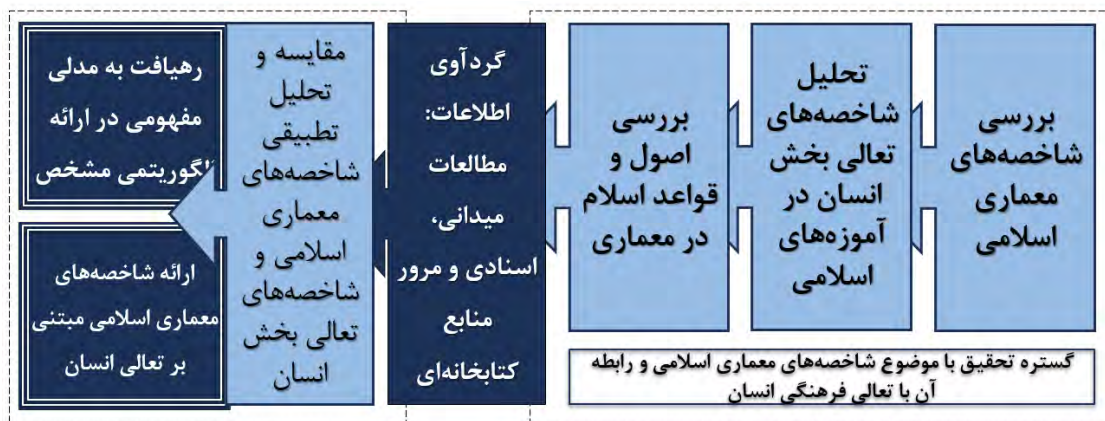 بررسی
شاخصه‌های
معماری
اسلامی
تحلیل
شاخصه‌های
تعالی بخش
انسان در
آموزه‌های
اسلامی
بررسی
اصول و
قواعد اسلام
در معماری
گستره تحقیق با موضوع شاخصه‌های معماری اسلامی و رابطه
آن با تعالی فرهنگی انسان
گردآوی
اطلاعات:
مطالعات
میدانی،
اسنادی و مرور
منابع
کتابخانه‌ای
مقایسه و
تحلیل
تطبیقی
شاخصه‌های
معماری
اسلامی و
شاخصه‌های
تعالی بخش
انسان
رهیافت به مدلی
مفهومی در ارائه
الگوریتمی مشخص
ارائه شاخصه‌های
معماری اسلامی مبتنی
بر تعالی انسان